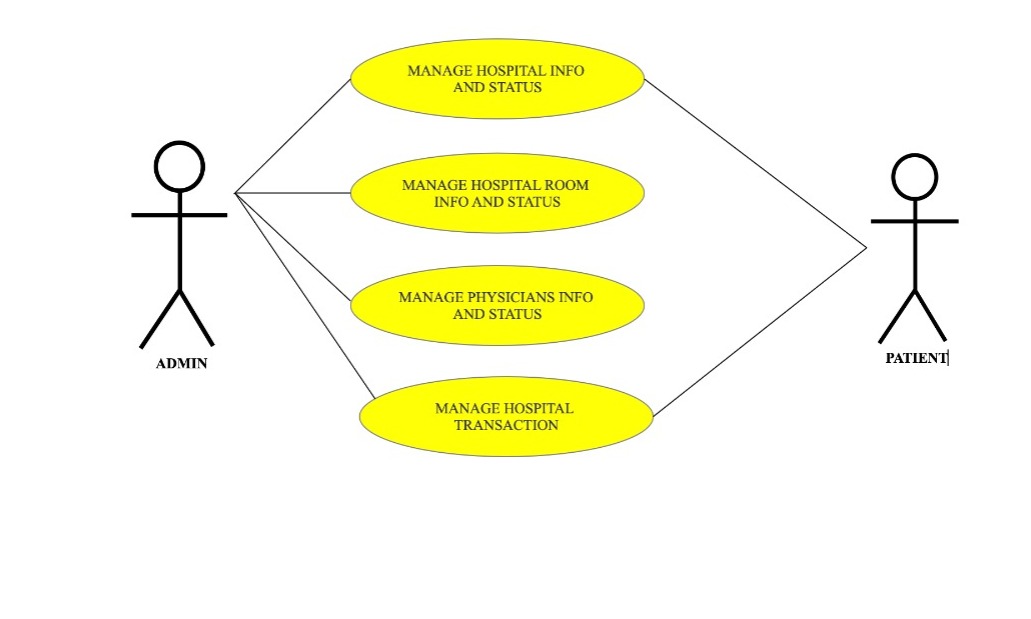 MANAGE HOSPITAL INFO
AND STATUS
MANAGE HOSPITAL ROOM
INFO AND STATUS
MANAGE PHYSICIANS INFO
AND STATUS
MANAGE HOSPITAL
TRANSACTION
ADMIN
PATIENT